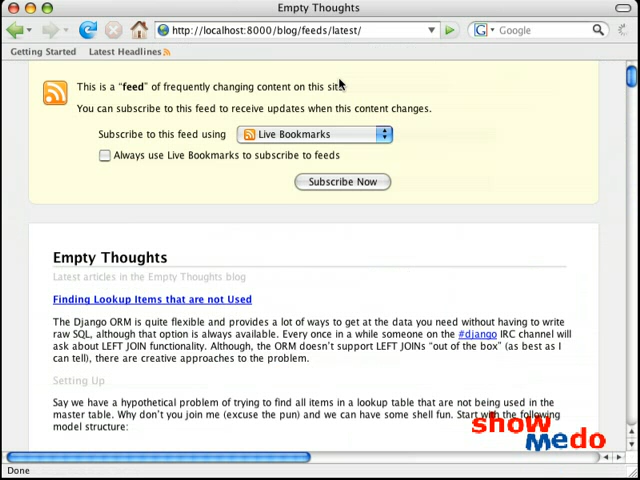 Empty Thoughts
http://localhost:8000/blog/feeds/latest/
G Google
Getting Started Latest Headlines
This is a “feed” of frequently changing content on this site.
You can subscribe to this feed to receive updates when this content changes.
Subscribe to this feed using Live Bookmarks
Always use Live Bookmarks to subscribe to feeds
Subscribe Now
Empty Thoughts
Latest articles in the Empty Thoughts blog
Finding Lookup Items that are not Used
The Django ORM is quite flexible and provides a lot of ways to get at the data you need without having to write
raw SQL, although that option is always available. Every once in a while someone on the #django IRC channel will
ask about LEFT JOIN functionality. Although, the ORM doesn't support LEFT JOINs “out of the box” (as best as I
can tell), there are creative approaches to the problem.
Setting Up
Say we have a hypothetical problem of trying to find all items in a lookup table that are not being used in the
master table. Why don't you join me (excuse the pun) and we can have some shell fun. Start with the following
model structure:
show
medo
Done